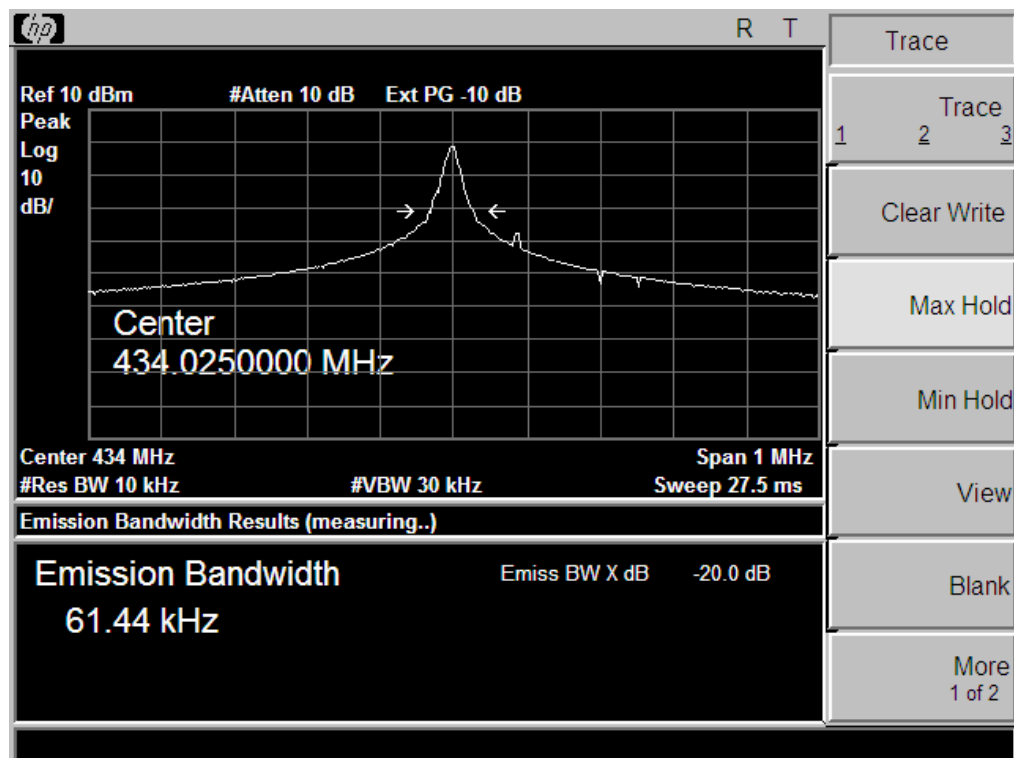 hp
R T
Trace
Ref 10 dBm #Atten 10 dB Ext PG -10 dB
Peak
Log
10
dB/
Center
434.0250000 MHz
Center 434 MHz Span 1 MHz
#Res BW 10 kHz #VBW 30 kHz Sweep 27.5 ms
Emission Bandwidth Results (measuring..)
Emission Bandwidth Emiss BW X dB -20.0 dB
61.44 kHz
Trace
1 2 3
Clear Write
Max Hold
Min Hold
View
Blank
More
1 of 2